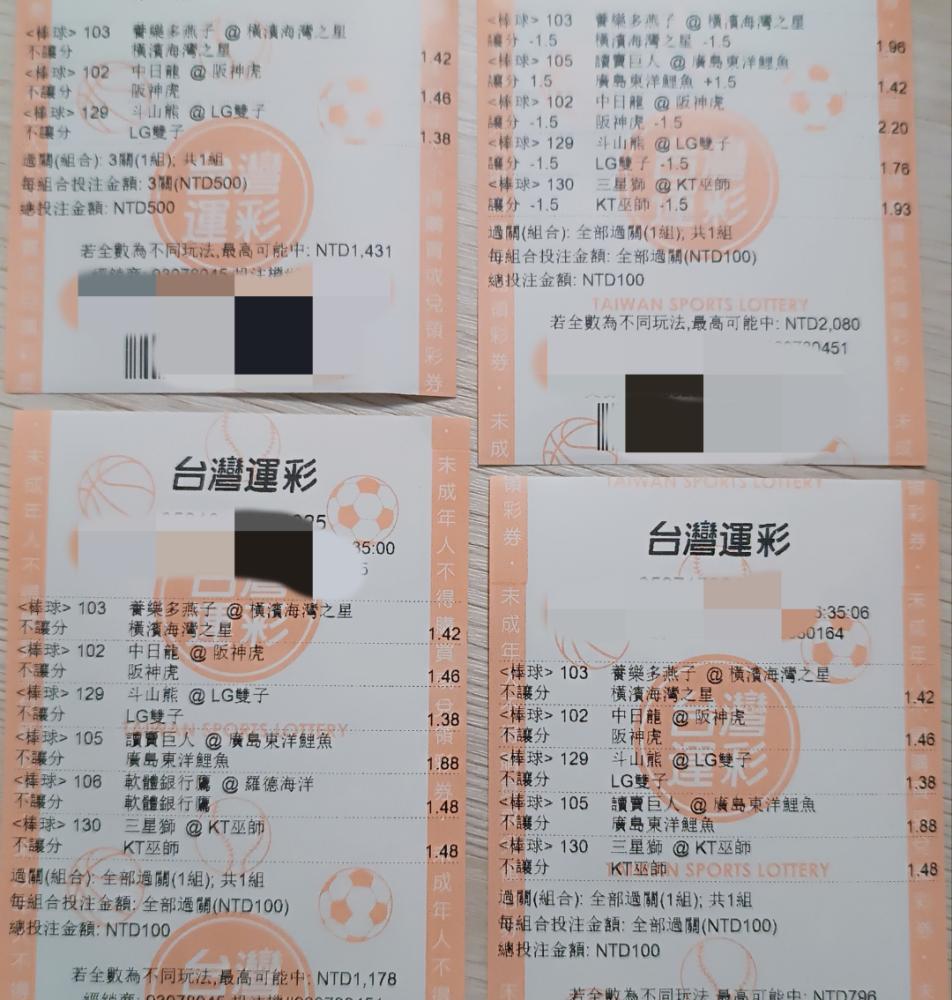 <棒球> 103 養樂多燕子 @ 橫濱海灣之星
不讓分 橫濱海灣之星 1.42
<棒球> 102 中日龍 @ 阪神虎
不讓分 阪神虎 1.46
<棒球> 129 斗山熊 @ LG雙子
不讓分 LG雙子 1.38
過關(組合): 3關(1組); 共1組
每組合投注金額: 3關(NTD500)
總投注金額: NTD500
若全數為不同玩法,最高可能中: NTD1,431
<棒球> 103 養樂多燕子 @ 橫濱海灣之星
讓分 -1.5 橫濱海灣之星 -1.5 1.96
<棒球> 105 讀賣巨人 @ 廣島東洋鯉魚
讓分 1.5 廣島東洋鯉魚 +1.5 1.42
<棒球> 102 中日龍 @ 阪神虎
讓分 -1.5 阪神虎 -1.5 2.20
<棒球> 129 斗山熊 @ LG雙子
讓分 -1.5 LG雙子 -1.5 1.76
<棒球> 130 三星獅 @ KT巫師
讓分 -1.5 KT巫師 -1.5 1.93
過關(組合): 全部過關(1組); 共1組
每組合投注金額: 全部過關(NTD100)
總投注金額: NTD100
TAIWAN SPORTS LOTTERY
若全數為不同玩法,最高可能中: NTD2,080
台灣運彩
35:00
<棒球> 103 養樂多燕子 @ 橫濱海灣之星
不讓分 橫濱海灣之星 1.42
<棒球> 102 中日龍 @ 阪神虎
不讓分 阪神虎 1.46
<棒球> 129 斗山熊 @ LG雙子
不讓分 LG雙子 1.38
<棒球> 105 讀賣巨人 @ 廣島東洋鯉魚
不讓分 廣島東洋鯉魚 1.88
<棒球> 106 軟體銀行鷹 @ 羅德海洋
不讓分 軟體銀行鷹 1.48
<棒球> 130 三星獅 @ KT巫師
不讓分 KT巫師 1.48
過關(組合): 全部過關(1組); 共1組
每組合投注金額: 全部過關(NTD100)
總投注金額: NTD100
若全數為不同玩法,最高可能中: NTD1,178
TAIWAN SPORTS LOTTERY
台灣運彩
:35:06
<棒球> 103 養樂多燕子 @ 橫濱海灣之星
不讓分 橫濱海灣之星 1.42
<棒球> 102 中日龍 @ 阪神虎
不讓分 阪神虎 1.46
<棒球> 129 斗山熊 @ LG雙子
不讓分 LG雙子 1.38
<棒球> 105 讀賣巨人 @ 廣島東洋鯉魚
不讓分 廣島東洋鯉魚 1.88
<棒球> 130 三星獅 @ KT巫師
不讓分 KT巫師 1.48
過關(組合): 全部過關(1組); 共1組
每組合投注金額: 全部過關(NTD100)
總投注金額: NTD100
若全數為不同玩法,最高可能中: NTD796